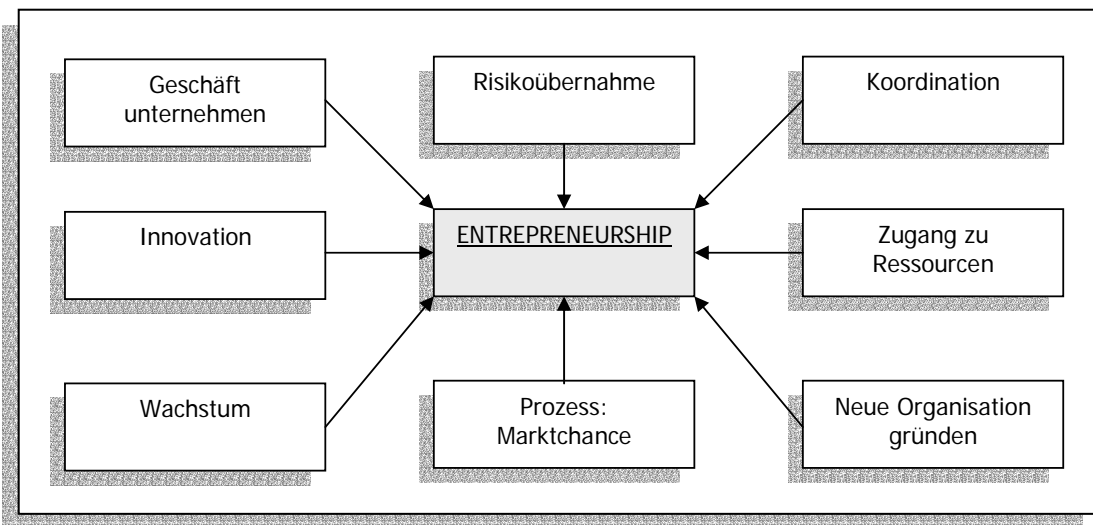 Geschäft
unternehmen
Risikoübernahme
Koordination
Innovation
ENTREPRENEURSHIP
Zugang zu
Ressourcen
Wachstum
Prozess:
Marktchance
Neue Organisation
gründen